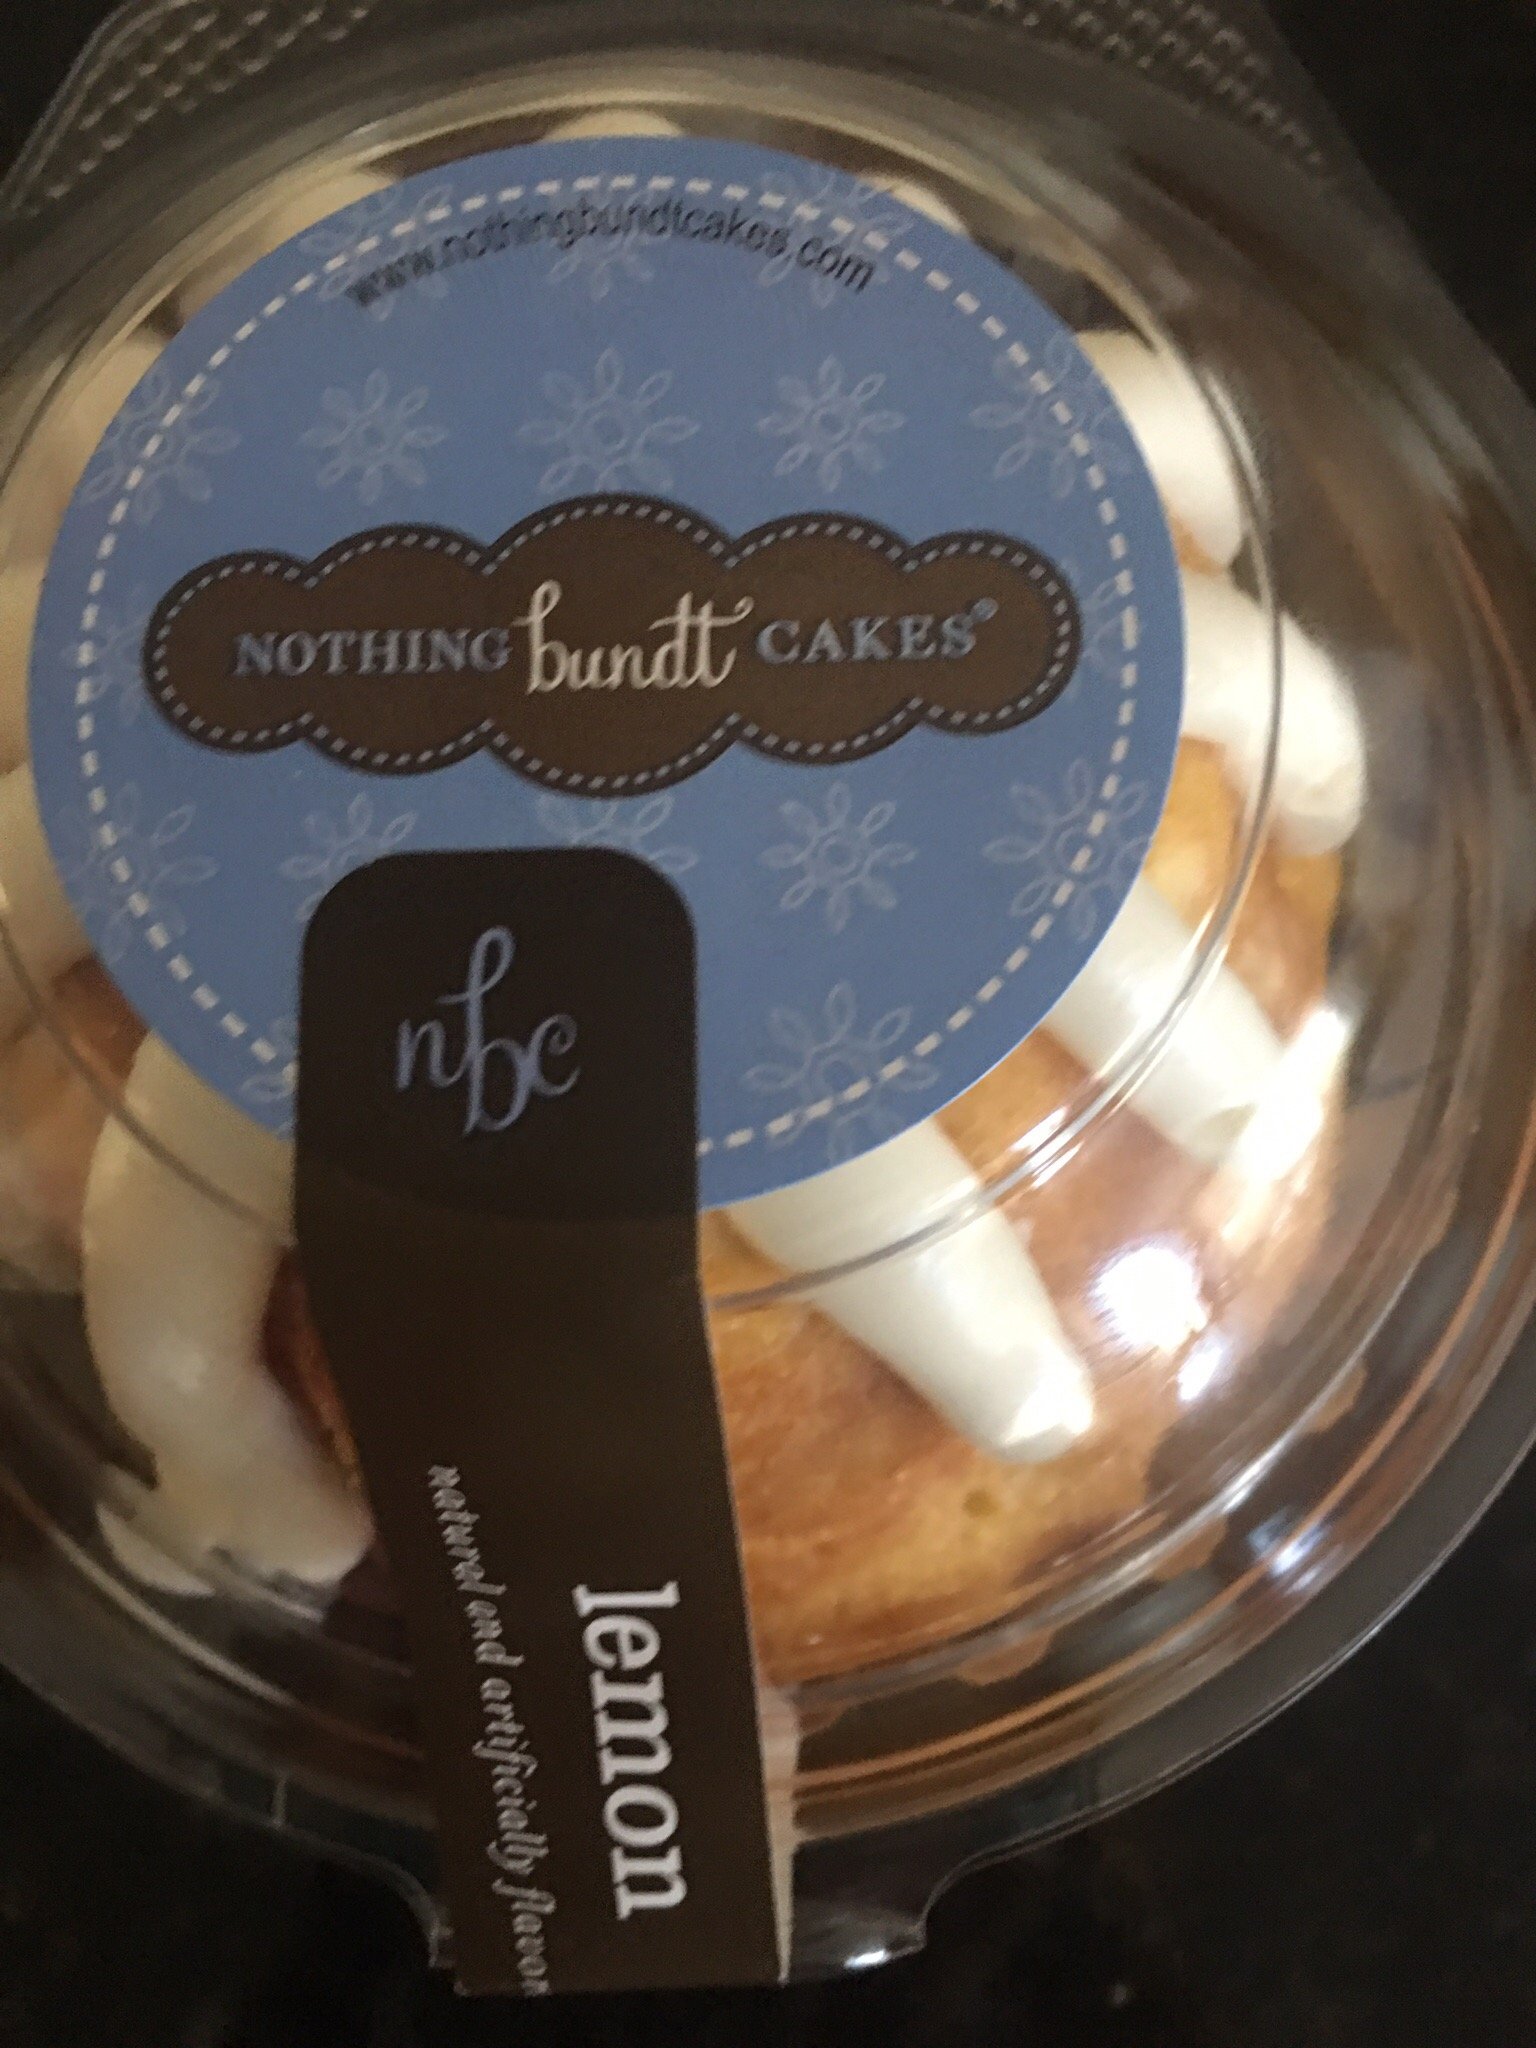 www.nothingbundtcakes.com
NOTHING bundt CAKES®
nbc
lemon
natural and artificially flavor